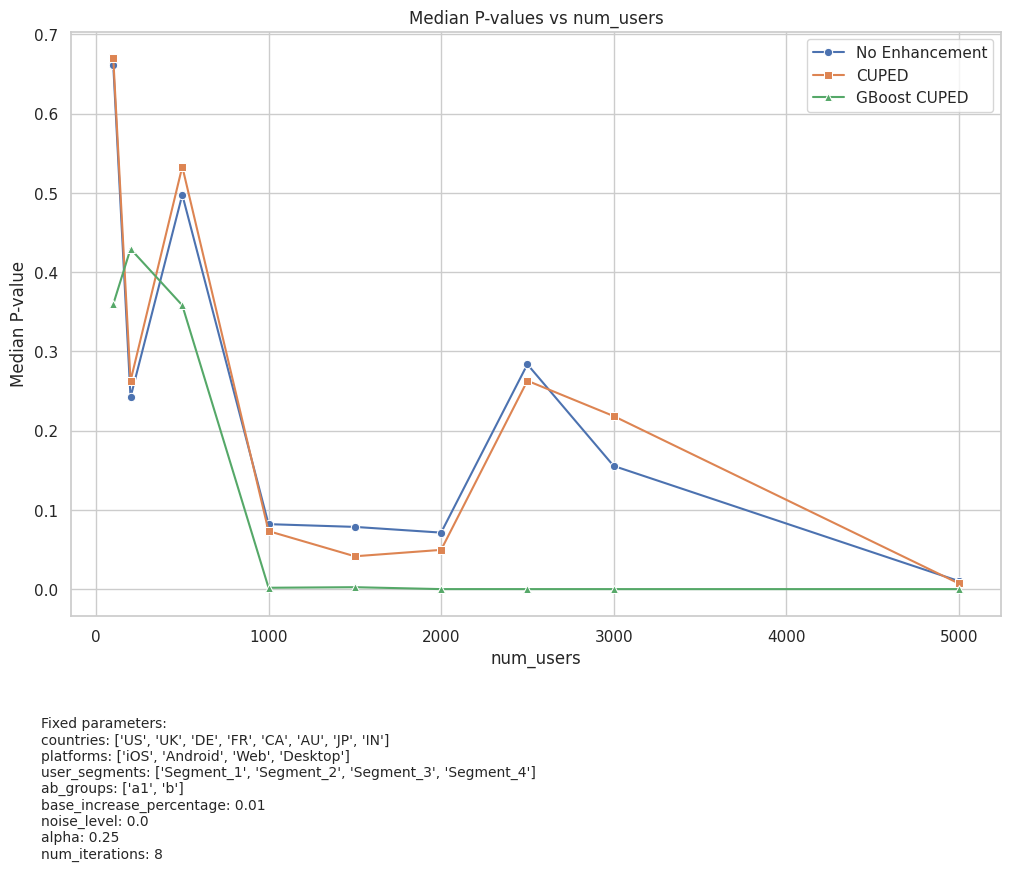 Median P-values vs num_users
No Enhancement
CUPED
GBoost CUPED
Median P-value
0.7
0.6
0.5
0.4
0.3
0.2
0.1
0.0
0
1000
2000
3000
4000
5000
num_users
Fixed parameters:
countries: ['US', 'UK', 'DE', 'FR', 'CA', 'AU', 'JP', 'IN']
platforms: ['iOS', 'Android', 'Web', 'Desktop']
user_segments: ['Segment_1', 'Segment_2', 'Segment_3', 'Segment_4']
ab_groups: ['a1', 'b']
base_increase_percentage: 0.01
noise_level: 0.0
alpha: 0.25
num_iterations: 8